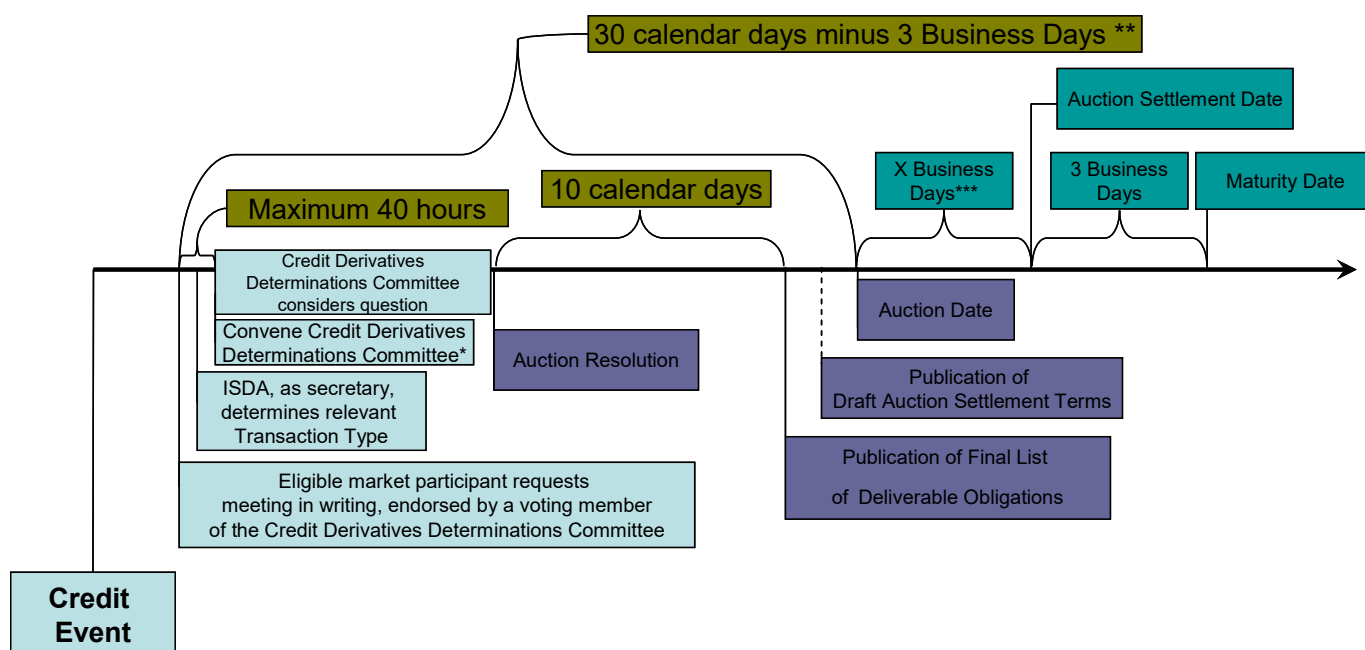 30 calendar days minus 3 Business Days **
Auction Settlement Date
X Business
Days***
3 Business
Days
Maturity Date
10 calendar days
Maximum 40 hours
Credit Derivatives
Determinations Committee
considers question
Convene Credit Derivatives
Determinations Committee*
ISDA, as secretary,
determines relevant
Transaction Type
Eligible market participant requests
meeting in writing, endorsed by a voting member
of the Credit Derivatives Determinations Committee
Auction Resolution
Auction Date
Publication of
Draft Auction Settlement Terms
Publication of Final List
of Deliverable Obligations
Credit
Event